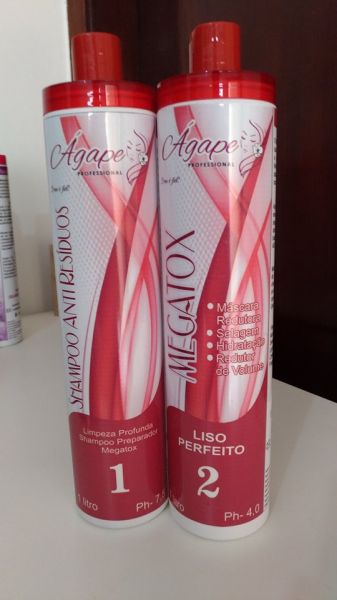 Ágape
PROFESSIONAL
SHAMPOO ANTI RESÍDUOS
Limpeza Profunda
Shampoo Preparador
Megatox
1
1 litro
Ph- 7,
Ágape
PROFESSIONAL
MEGATOX
• Máscara
Redutora
• Selagem
• Hidratação
• Redutor
de Volume
LISO
PERFEITO
2
litro
Ph- 4,0